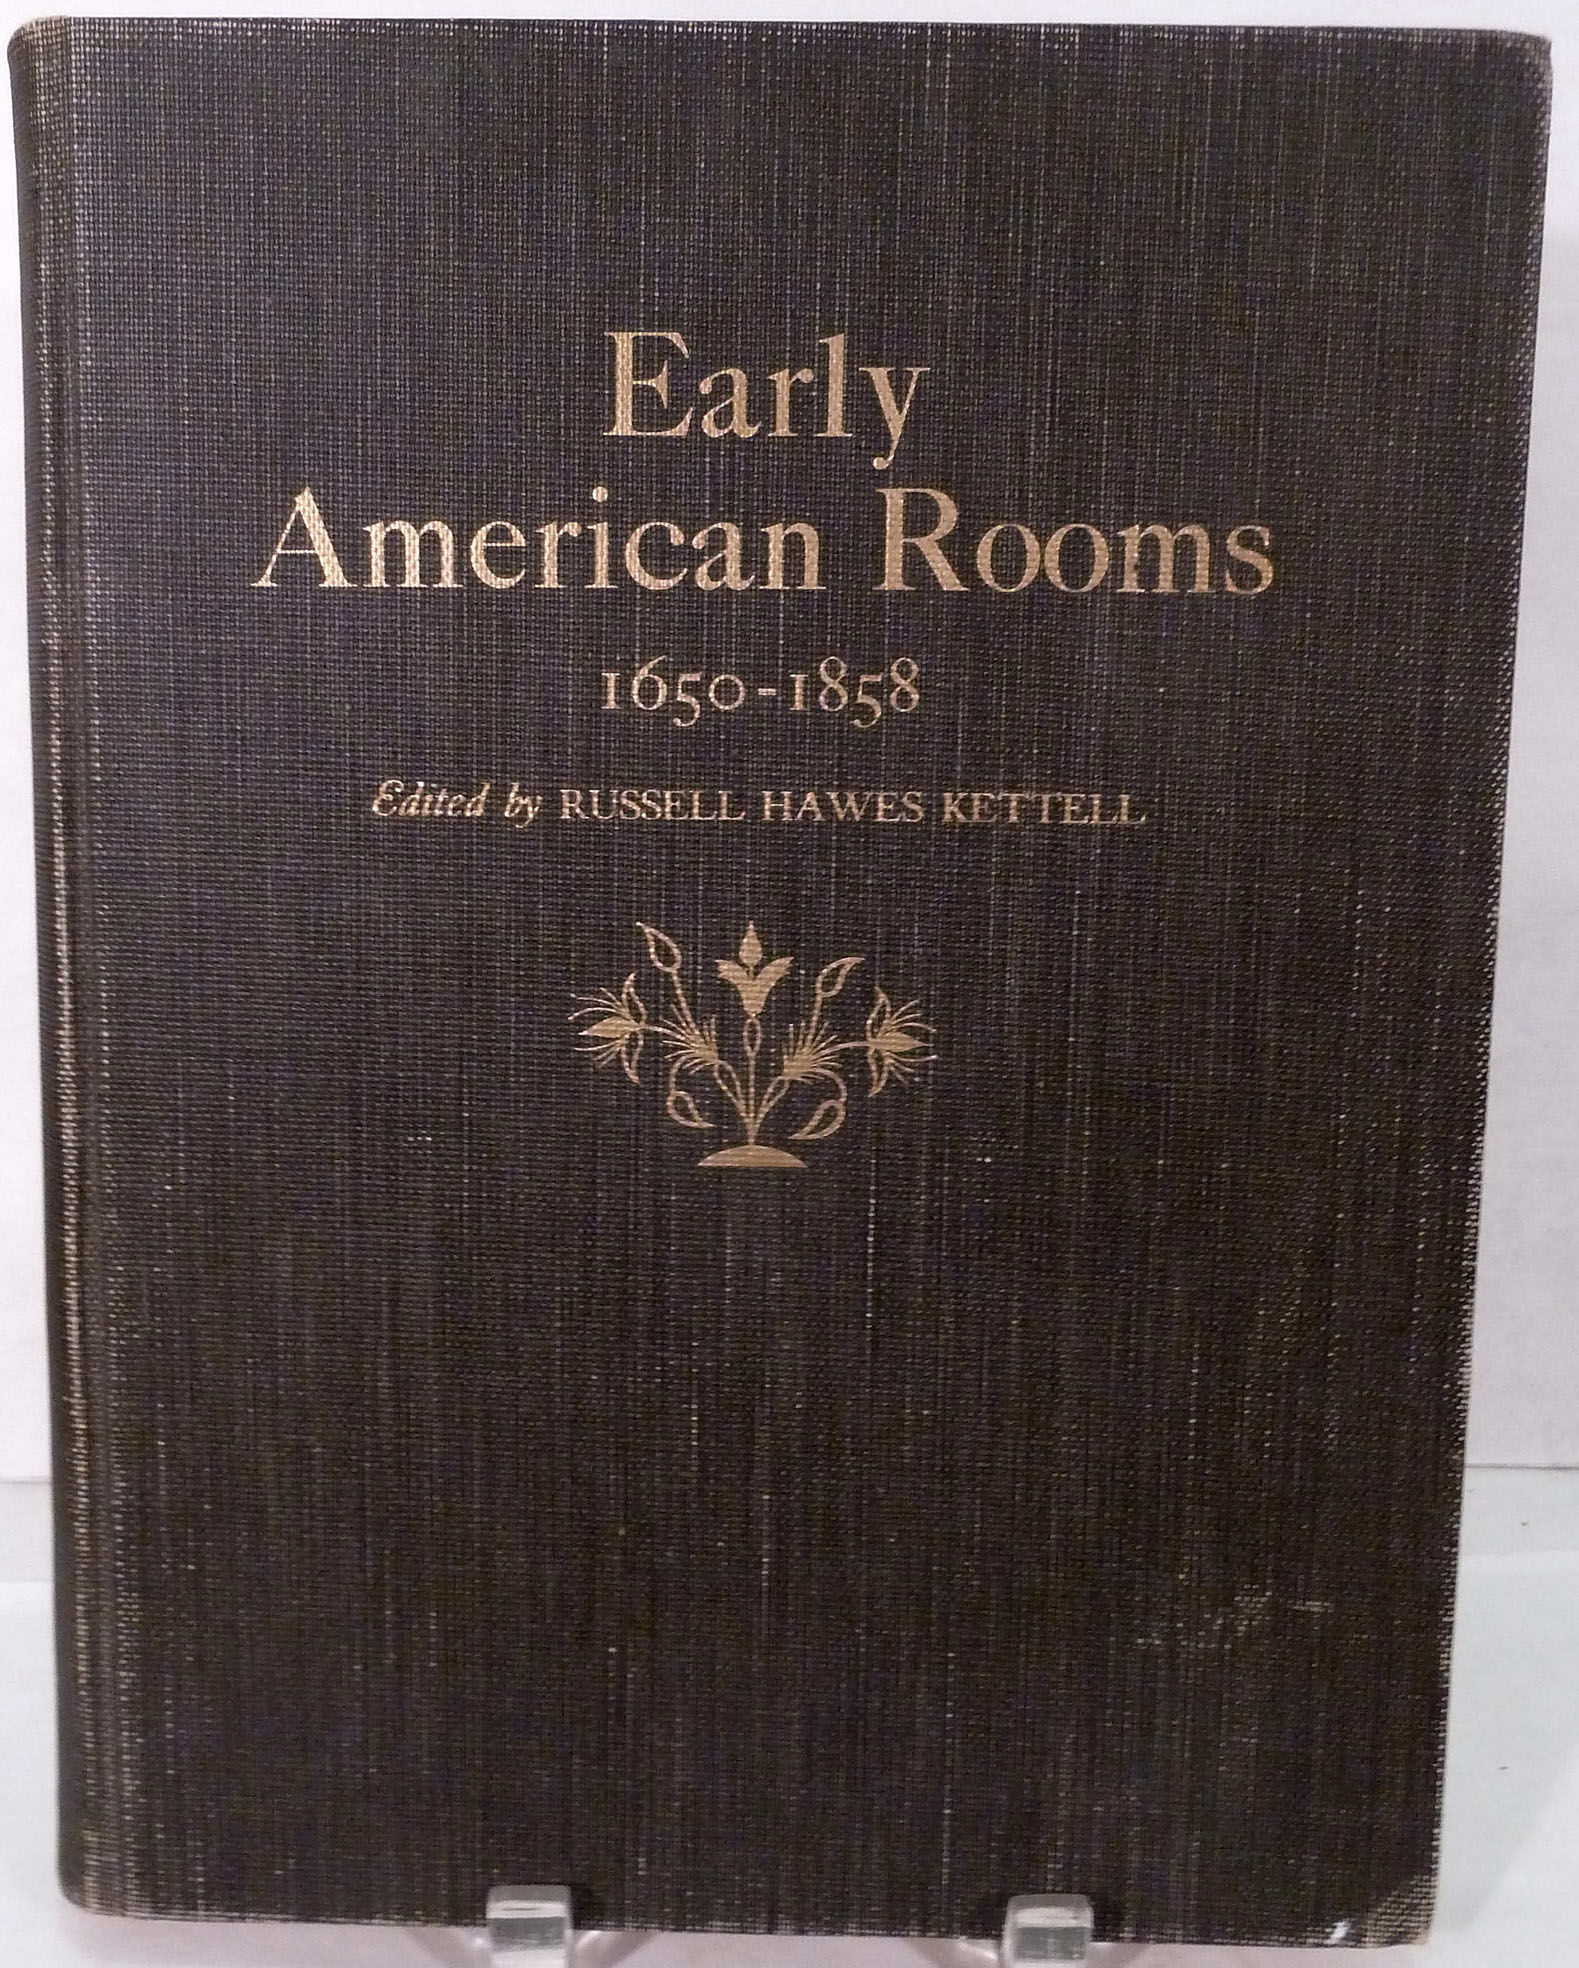 Early
American Rooms
1650-1858
Edited by RUSSELL HAWES KETTELL